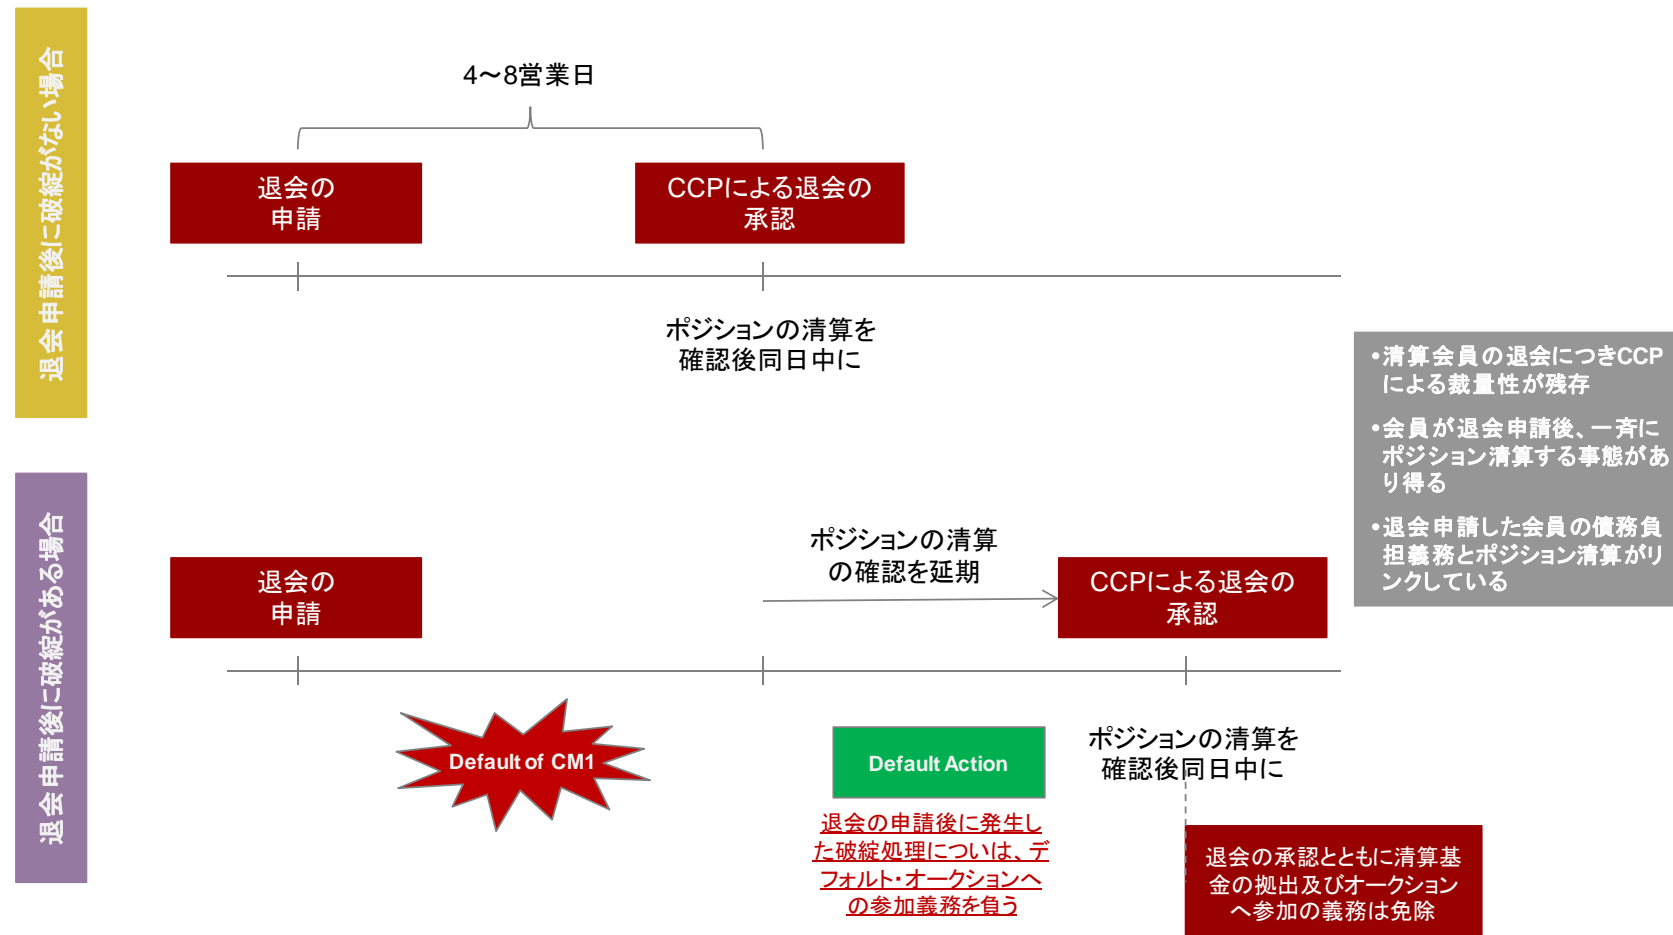 退会申請後に破綻がない場合
4～8営業日
退会の
申請
CCPによる退会の
承認
ポジションの清算を
確認後同日中に
•清算会員の退会につきCCP
による裁量性が残存
•会員が退会申請後、一斉に
ポジション清算する事態があ
り得る
•退会申請した会員の債務負
担義務とポジション清算がリ
ンクしている
退会申請後に破綻がある場合
退会の
申請
ポジションの清算
の確認を延期
CCPによる退会の
承認
Default of CM1
Default Action
ポジションの清算を
確認後同日中に
退会の申請後に発生し
た破綻処理についは、デ
フォルト・オークションへ
の参加義務を負う
退会の承認とともに清算基
金の拠出及びオークション
へ参加の義務は免除